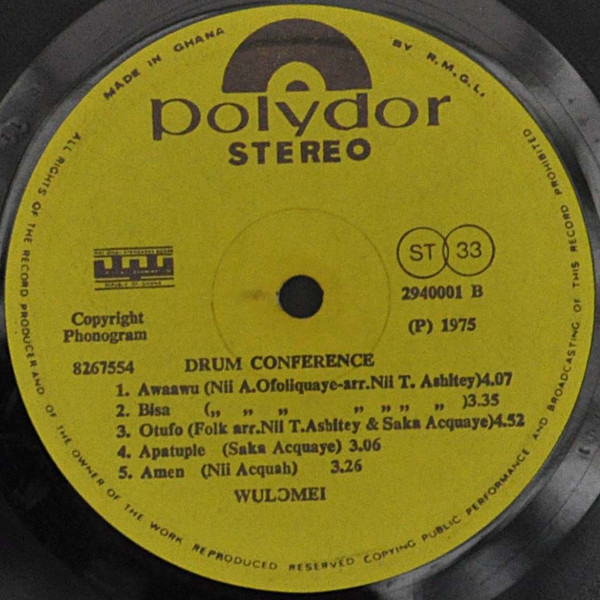 MADE IN GHANA
BY R.M.G.L.
polydor
STEREO
ST 33
2940001 B
(P) 1975
Copyright
Phonogram
8267554
DRUM CONFERENCE
1. Awaawu (Nii A.Ofoliquaye-arr.Nii T. Ashitey)4.07
2. Bisa („ „ „ „ „ „ „ )3.35
3. Otufo (Folk arr.Nii T.Ashitey & Saka Acquaye)4.52
4. Apatuple (Saka Acquaye) 3.06
5. Amen (Nii Acquah) 3.26
WULƆMEI
ALL RIGHTS OF THE RECORD PRODUCER AND OF THE OWNER OF THE WORK REPRODUCED RESERVED COPYING PUBLIC PERFORMANCE AND BROADCASTING OF THIS RECORD PROHIBITED